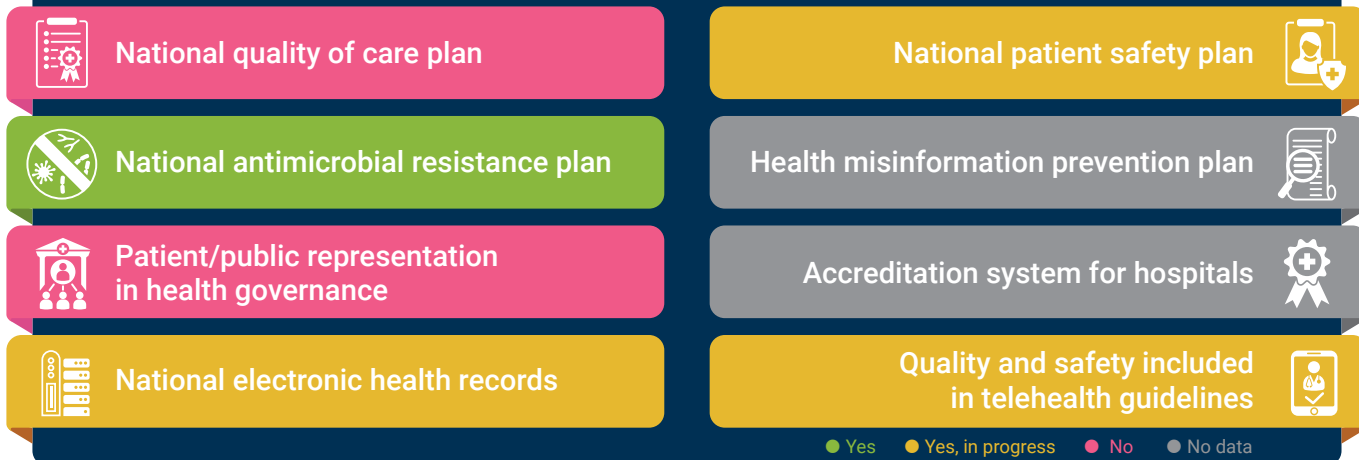 National quality of care plan
National patient safety plan
National antimicrobial resistance plan
Health misinformation prevention plan
Patient/public representation
in health governance
Accreditation system for hospitals
National electronic health records
Quality and safety included
in telehealth guidelines
Yes Yes, in progress No No data